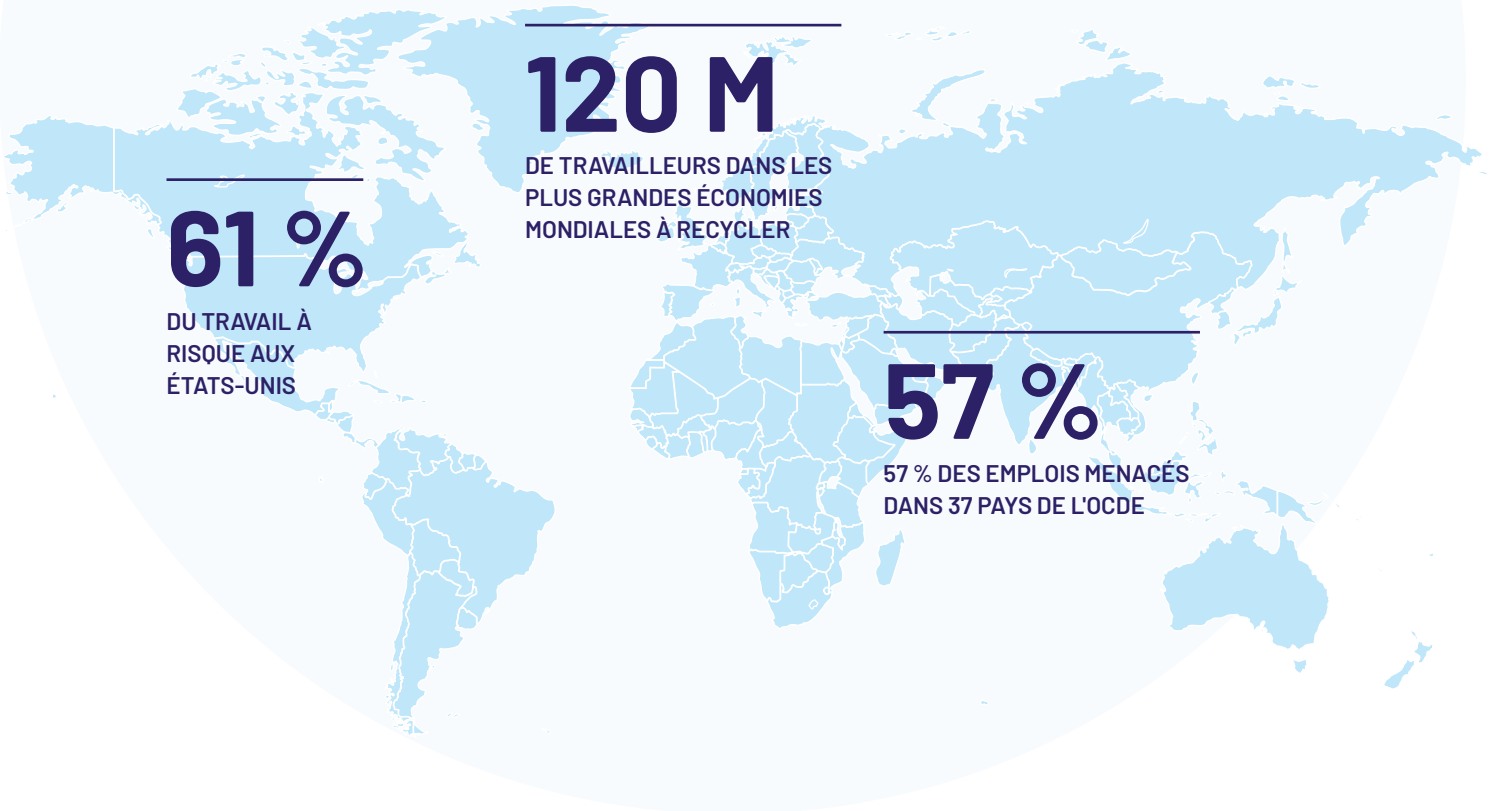 120 M
DE TRAVAILLEURS DANS LES
PLUS GRANDES ÉCONOMIES
MONDIALES À RECYCLER
61 %
DU TRAVAIL À
RISQUE AUX
ÉTATS-UNIS
57 %
57 % DES EMPLOIS MENACÉS
DANS 37 PAYS DE L'OCDE